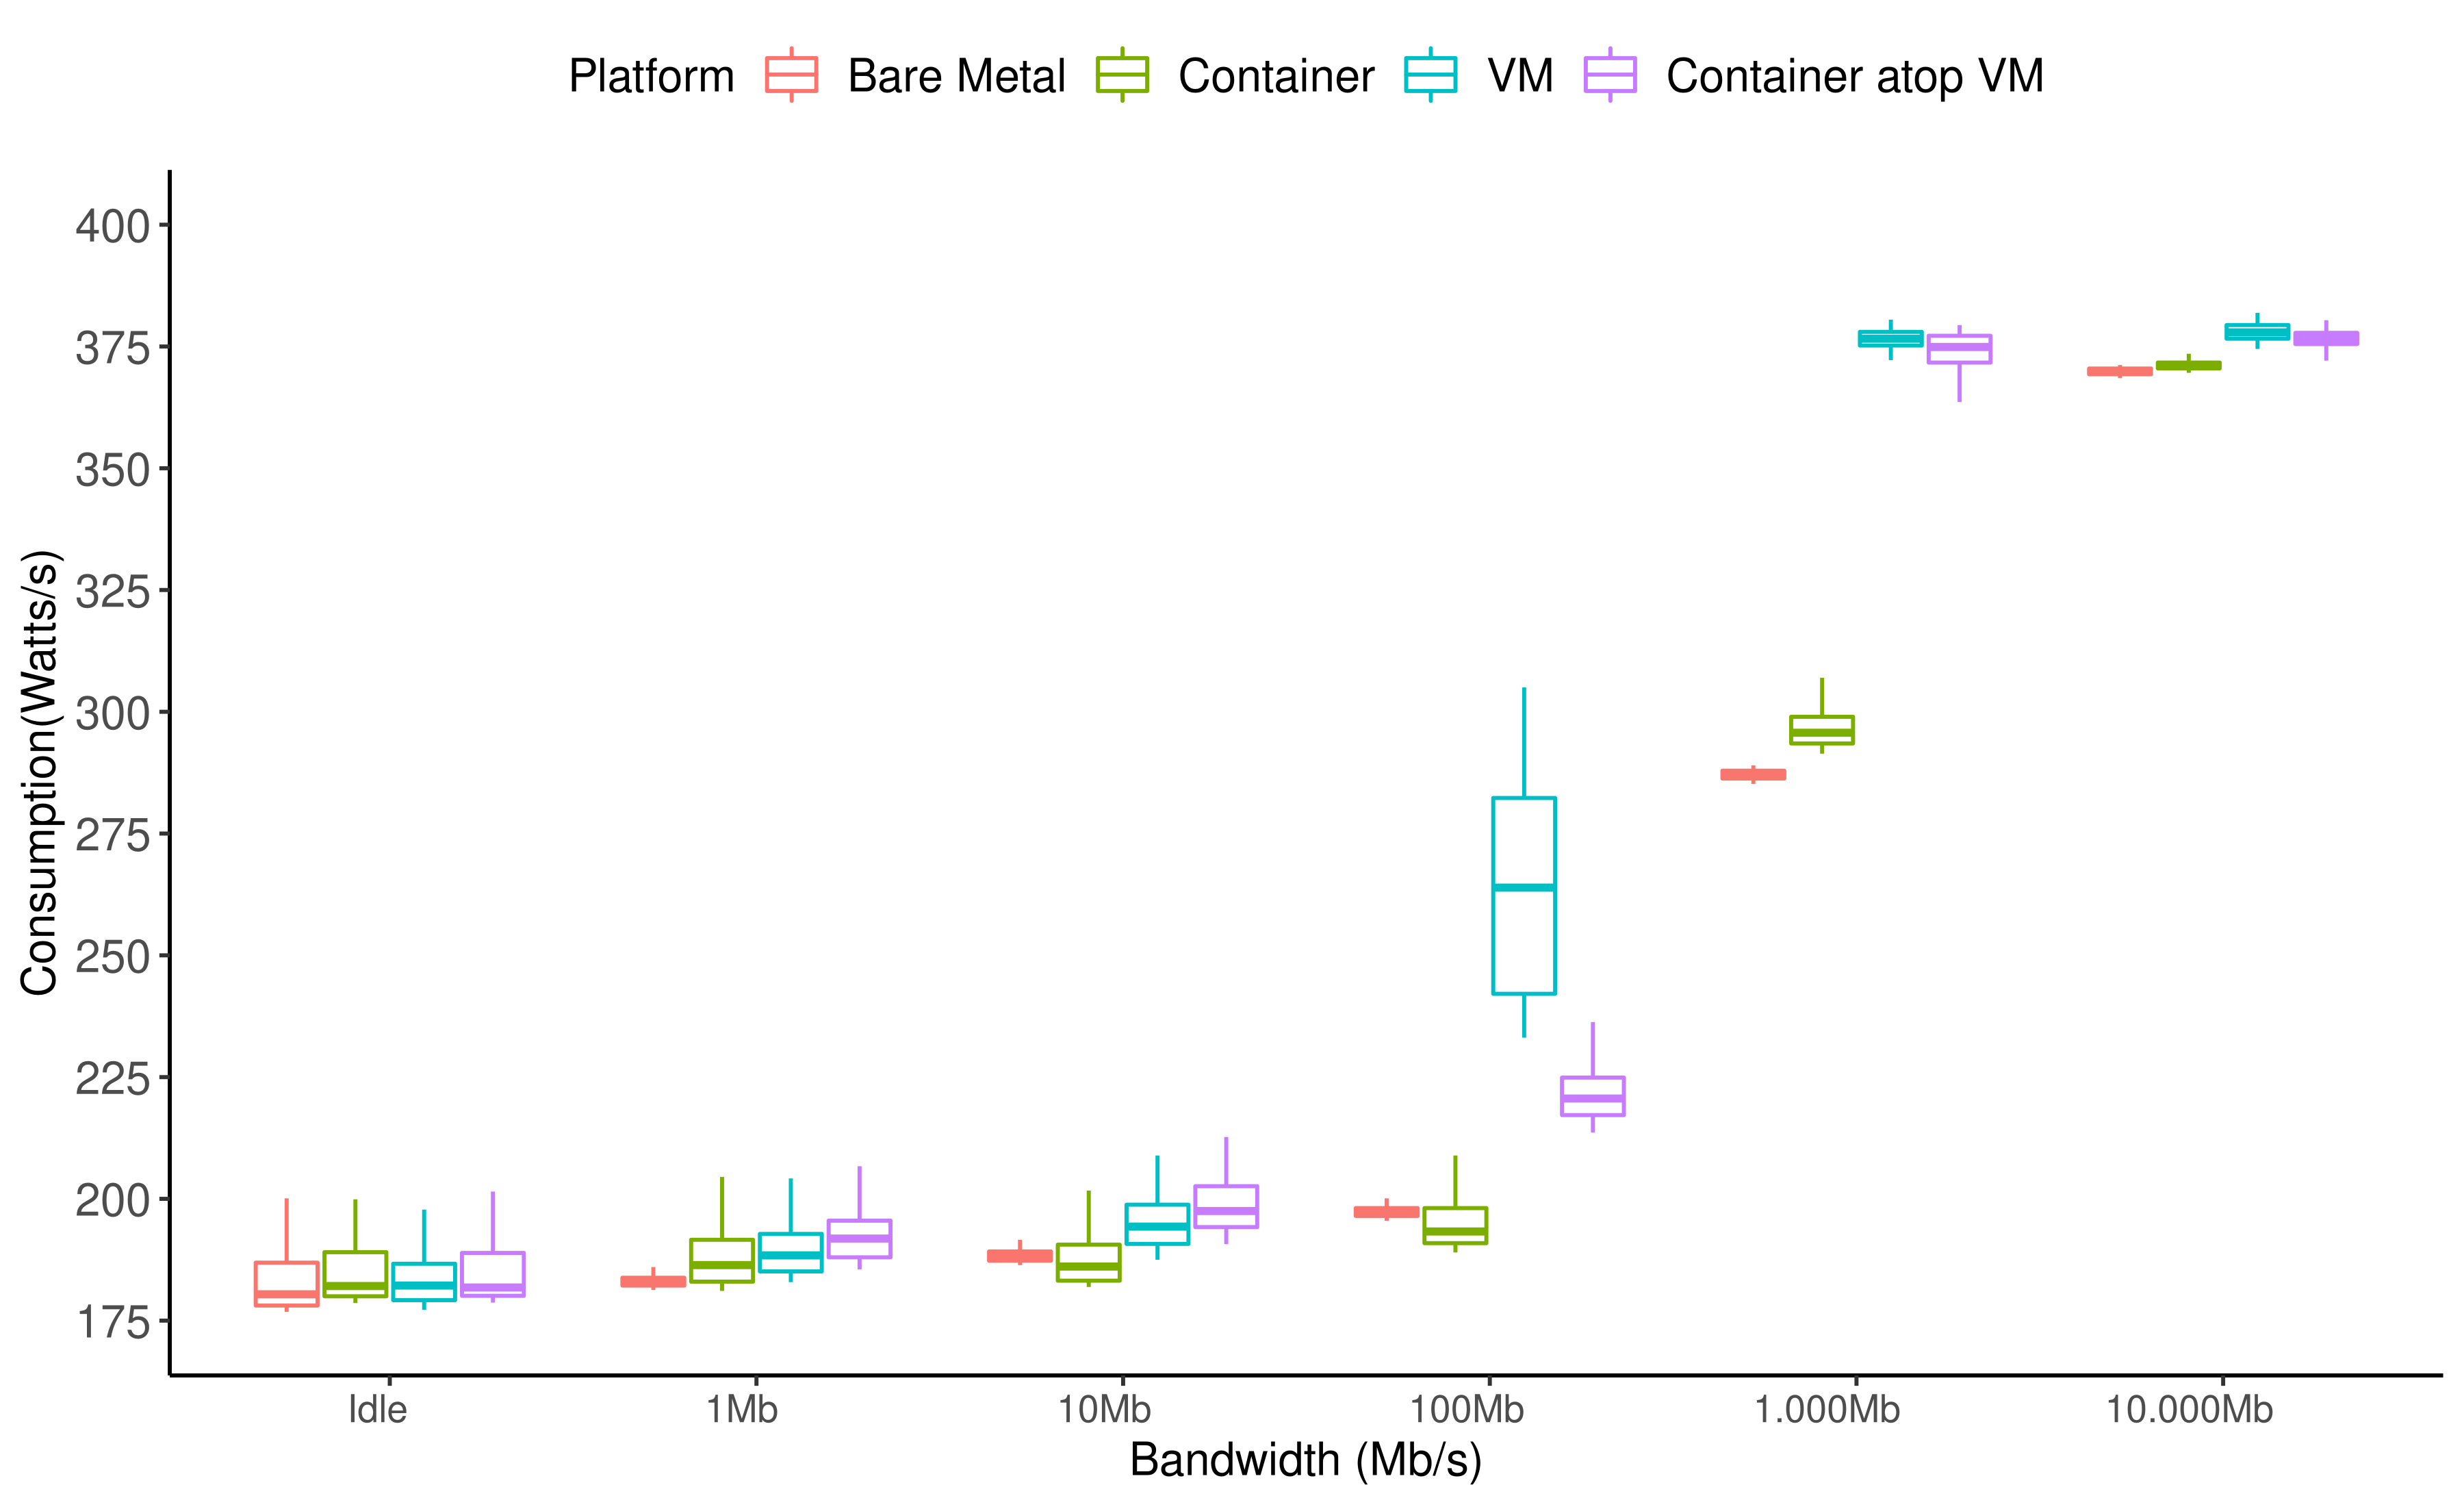 Platform Bare Metal Container VM Container atop VM
400
375
350
325
300
275
250
225
200
175
Consumption(Watts/s)
Idle 1Mb 10Mb 100Mb 1.000Mb 10.000Mb
Bandwidth (Mb/s)